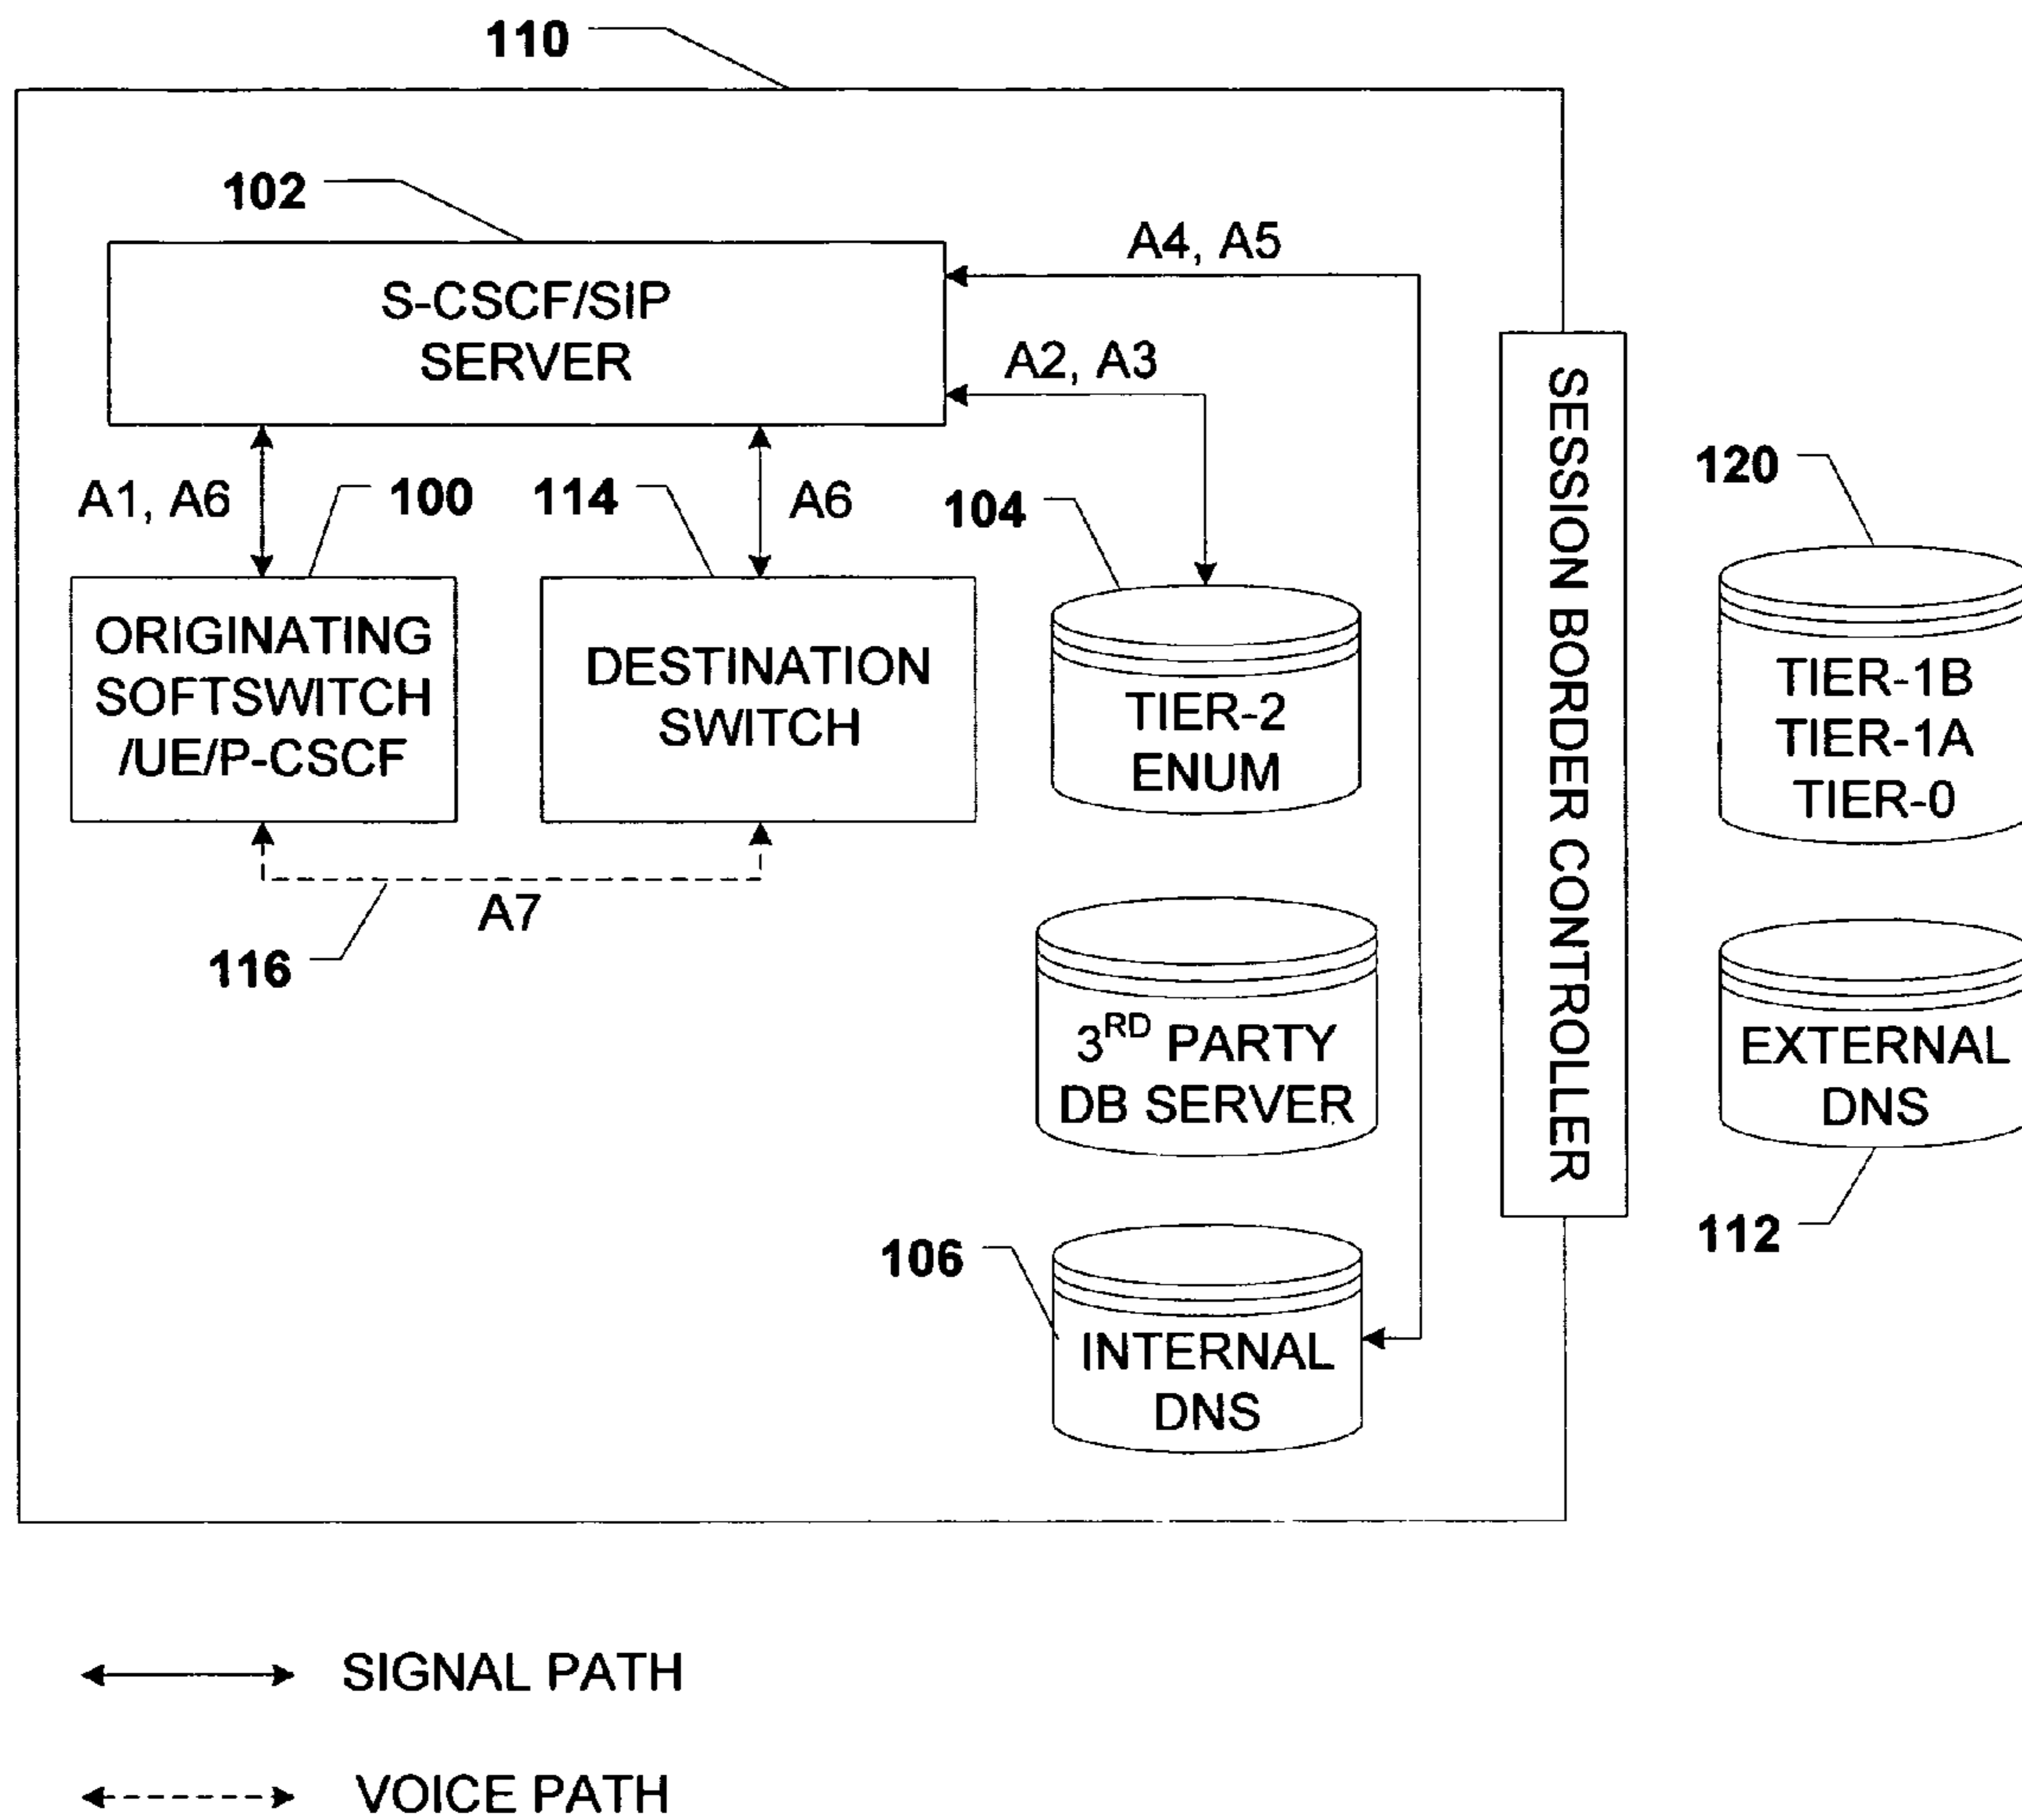 110
102
S-CSCF/SIP
SERVER
A4, A5
A2, A3
A1, A6
100
114
A6
104
120
ORIGINATING
SOFTSWITCH
/UE/P-CSCF
DESTINATION
SWITCH
TIER-2
ENUM
SESSION BORDER CONTROLLER
TIER-1B
TIER-1A
TIER-0
A7
116
3RD PARTY
DB SERVER
EXTERNAL
DNS
112
106
INTERNAL
DNS
SIGNAL PATH
VOICE PATH